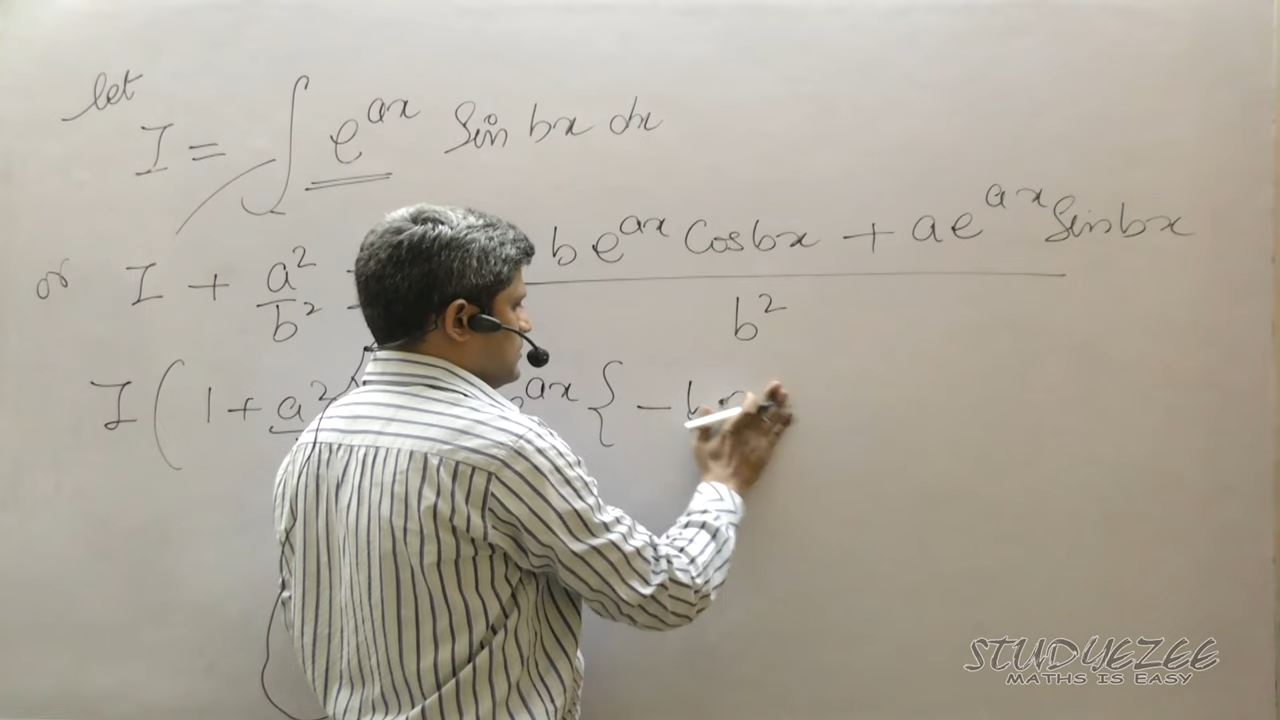 let
I = ∫ e^{ax} Sin bx dx
or I + a²/b² b e^{ax} Cos bx + a e^{ax} Sin bx / b²
I ( 1 + a² ^{ax} { - b
STUDYEZEE
MATHS IS EASY